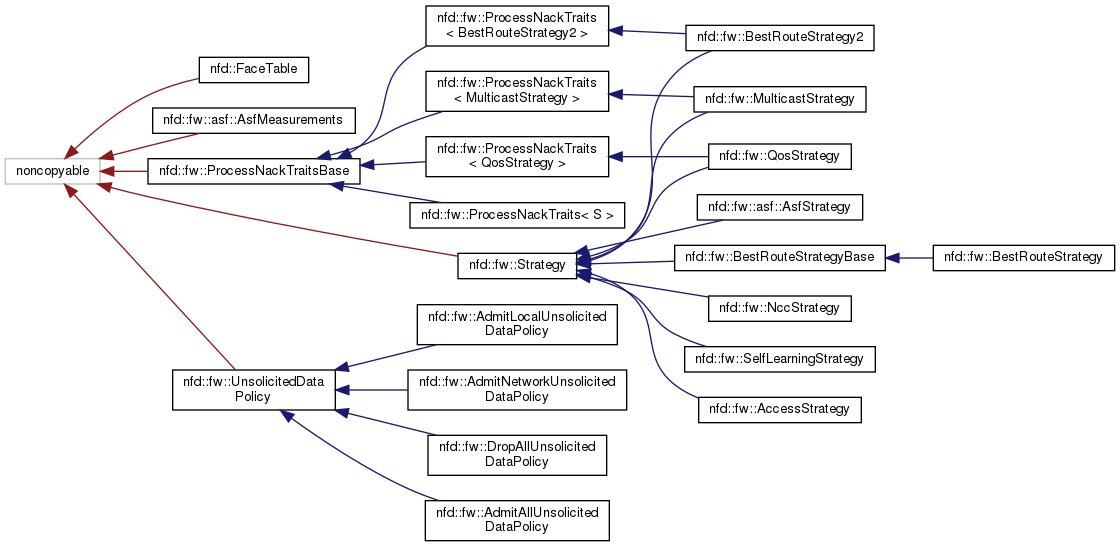 noncopyable
nfd::FaceTable
nfd::fw::asf::AsfMeasurements
nfd::fw::ProcessNackTraitsBase
nfd::fw::Strategy
nfd::fw::UnsolicitedData
Policy
nfd::fw::ProcessNackTraits
< BestRouteStrategy2 >
nfd::fw::ProcessNackTraits
< MulticastStrategy >
nfd::fw::ProcessNackTraits
< QosStrategy >
nfd::fw::ProcessNackTraits< S >
nfd::fw::BestRouteStrategy2
nfd::fw::MulticastStrategy
nfd::fw::QosStrategy
nfd::fw::asf::AsfStrategy
nfd::fw::BestRouteStrategyBase
nfd::fw::BestRouteStrategy
nfd::fw::NccStrategy
nfd::fw::SelfLearningStrategy
nfd::fw::AccessStrategy
nfd::fw::AdmitLocalUnsolicited
DataPolicy
nfd::fw::AdmitNetworkUnsolicited
DataPolicy
nfd::fw::DropAllUnsolicited
DataPolicy
nfd::fw::AdmitAllUnsolicited
DataPolicy